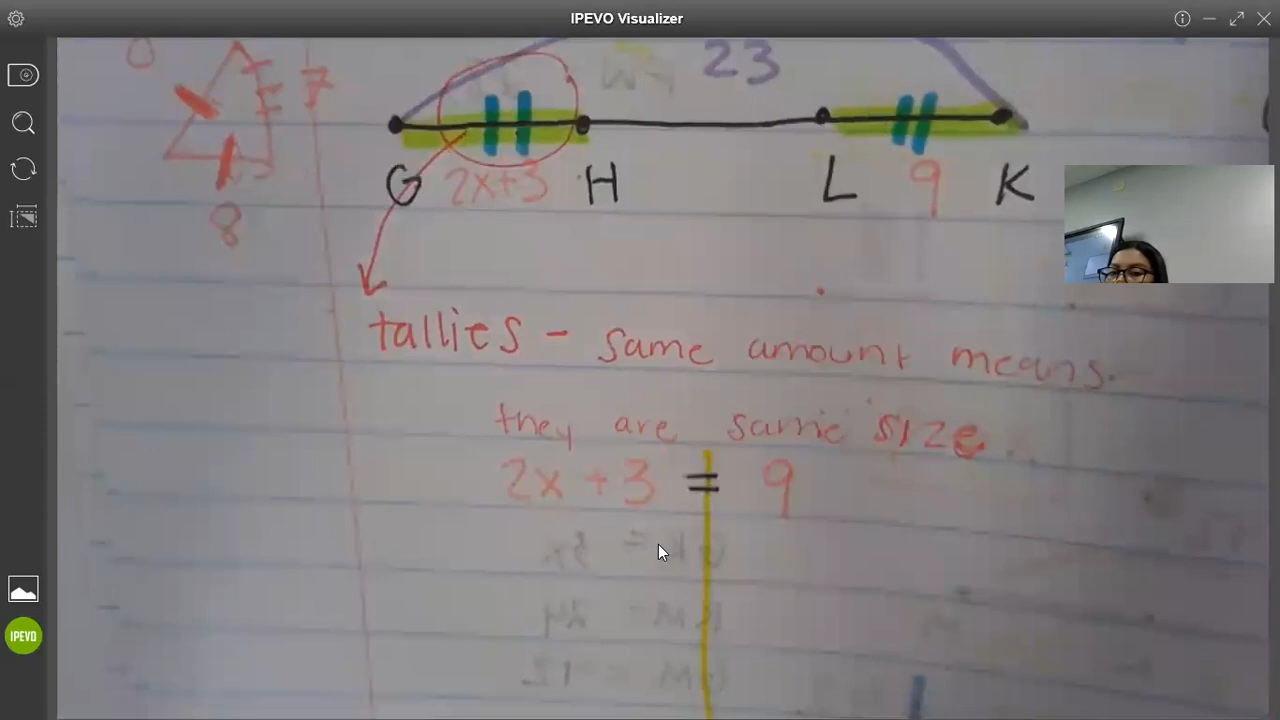 IPEVO Visualizer
7
23
G 2x+3 H L 9 K
8
tallies - same amount means
they are same size
2x + 3 = 9
IPEVO